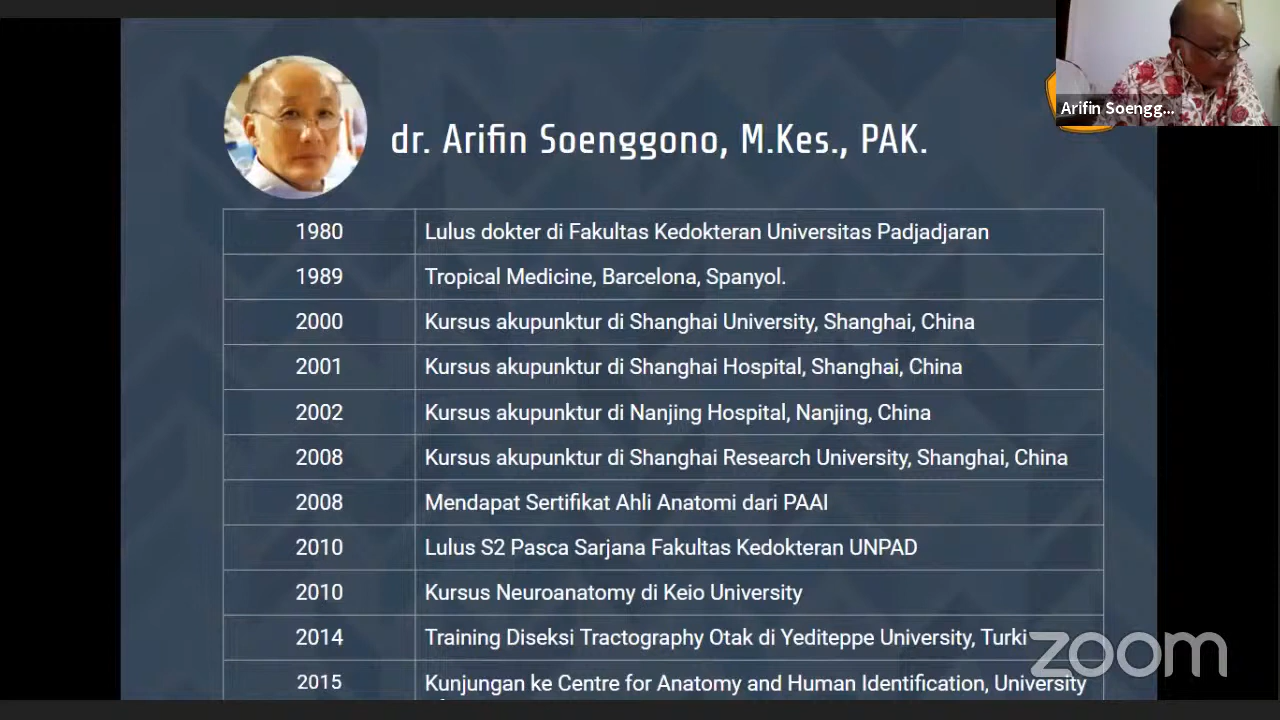 Arifin Soengg...
dr. Arifin Soenggono, M.Kes., PAK.
1980 Lulus dokter di Fakultas Kedokteran Universitas Padjadjaran
1989 Tropical Medicine, Barcelona, Spanyol.
2000 Kursus akupunktur di Shanghai University, Shanghai, China
2001 Kursus akupunktur di Shanghai Hospital, Shanghai, China
2002 Kursus akupunktur di Nanjing Hospital, Nanjing, China
2008 Kursus akupunktur di Shanghai Research University, Shanghai, China
2008 Mendapat Sertifikat Ahli Anatomi dari PAAI
2010 Lulus S2 Pasca Sarjana Fakultas Kedokteran UNPAD
2010 Kursus Neuroanatomy di Keio University
2014 Training Diseksi Tractography Otak di Yediteppe University, Turki
2015 Kunjungan ke Centre for Anatomy and Human Identification, University
zoom